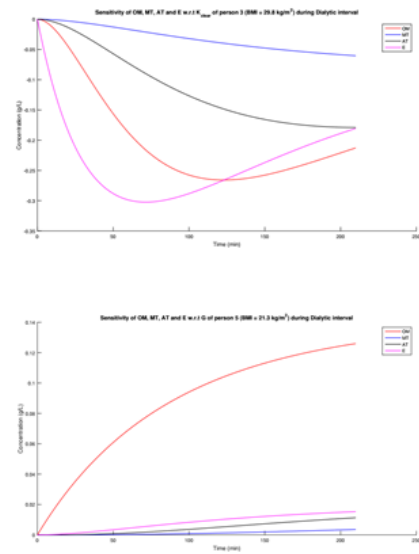 Sensitivity of OM, MT, AT and E w.r.t K_clear of person 3 (BMI = 29.8 kg/m²) during Dialytic interval
OM
MT
AT
E
Concentration (g/L)
0
-0.05
-0.1
-0.15
-0.2
-0.25
-0.3
-0.35
0 50 100 150 200 250
Time (min)
Sensitivity of OM, MT, AT and E w.r.t G of person 5 (BMI = 21.3 kg/m²) during Dialytic interval
OM
MT
AT
E
Concentration (g/L)
0.14
0.12
0.1
0.08
0.06
0.04
0.02
0
0 50 100 150 200 250
Time (min)